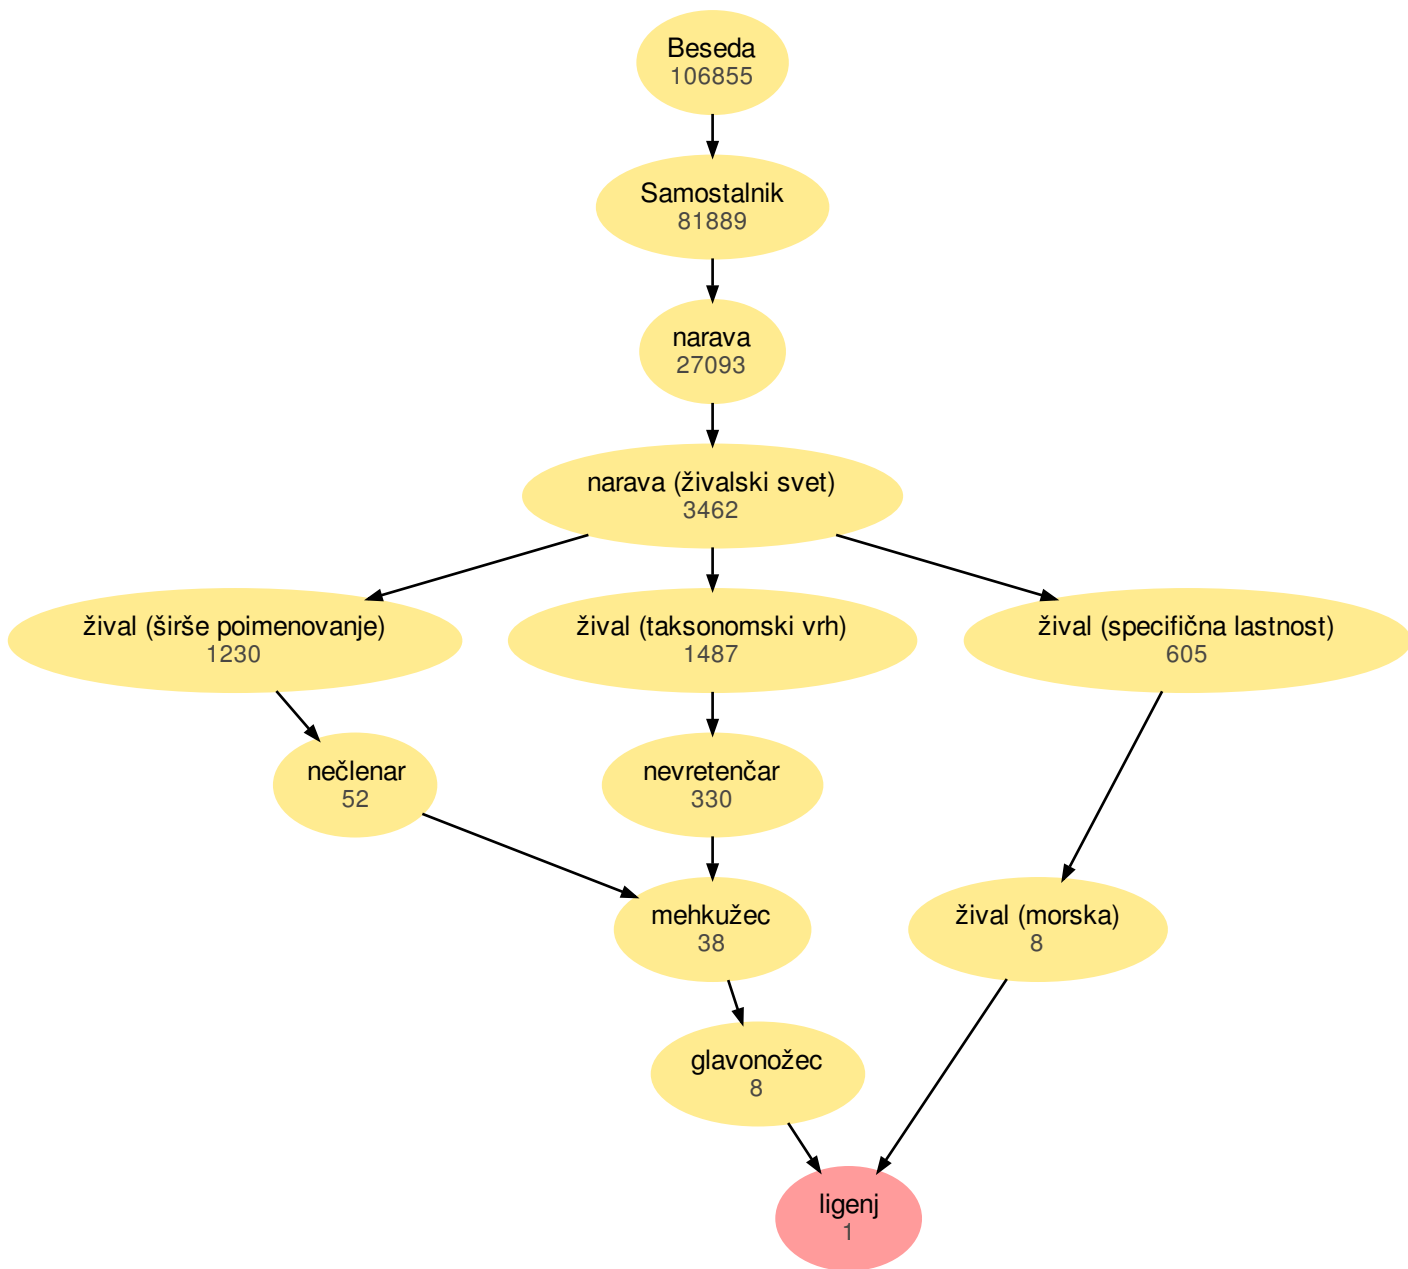 Beseda
106855
Samostalnik
81889
narava
27093
narava (živalski svet)
3462
žival (širše poimenovanje)
1230
žival (taksonomski vrh)
1487
žival (specifična lastnost)
605
nečlenar
52
nevretenčar
330
mehkužec
38
žival (morska)
8
glavonožec
8
ligenj
1